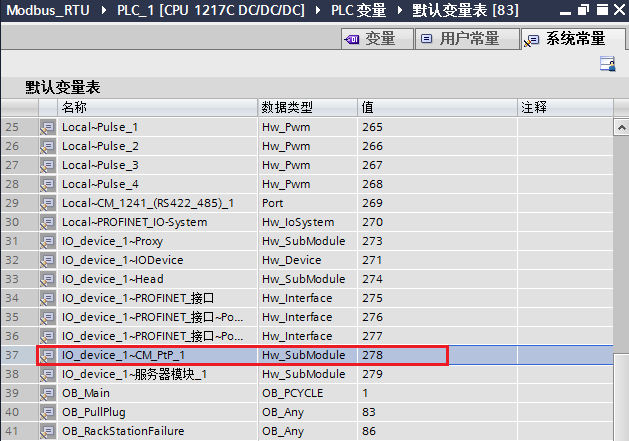 Modbus_RTU ▸ PLC_1 [CPU 1217C DC/DC/DC] ▸ PLC 变量 ▸ 默认变量表 [83]
变量 用户常量 系统常量
默认变量表
名称 数据类型 值 注释
25 Local~Pulse_1 Hw_Pwm 265
26 Local~Pulse_2 Hw_Pwm 266
27 Local~Pulse_3 Hw_Pwm 267
28 Local~Pulse_4 Hw_Pwm 268
29 Local~CM_1241_(RS422_485)_1 Port 269
30 Local~PROFINET_IO-System Hw_IoSystem 270
31 IO_device_1~Proxy Hw_SubModule 273
32 IO_device_1~IODevice Hw_Device 271
33 IO_device_1~Head Hw_SubModule 274
34 IO_device_1~PROFINET_接口 Hw_Interface 275
35 IO_device_1~PROFINET_接口~Po... Hw_Interface 276
36 IO_device_1~PROFINET_接口~Po... Hw_Interface 277
37 IO_device_1~CM_PtP_1 Hw_SubModule 278
38 IO_device_1~服务器模块_1 Hw_SubModule 279
39 OB_Main OB_PCYCLE 1
40 OB_PullPlug OB_Any 83
41 OB_RackStationFailure OB_Any 86